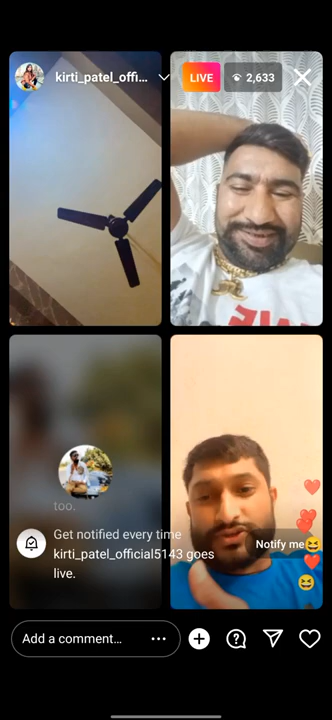 kirti_patel_offi...
LIVE
2,633
too.
Get notified every time
kirti_patel_official5143 goes
live.
Notify me
Add a comment...